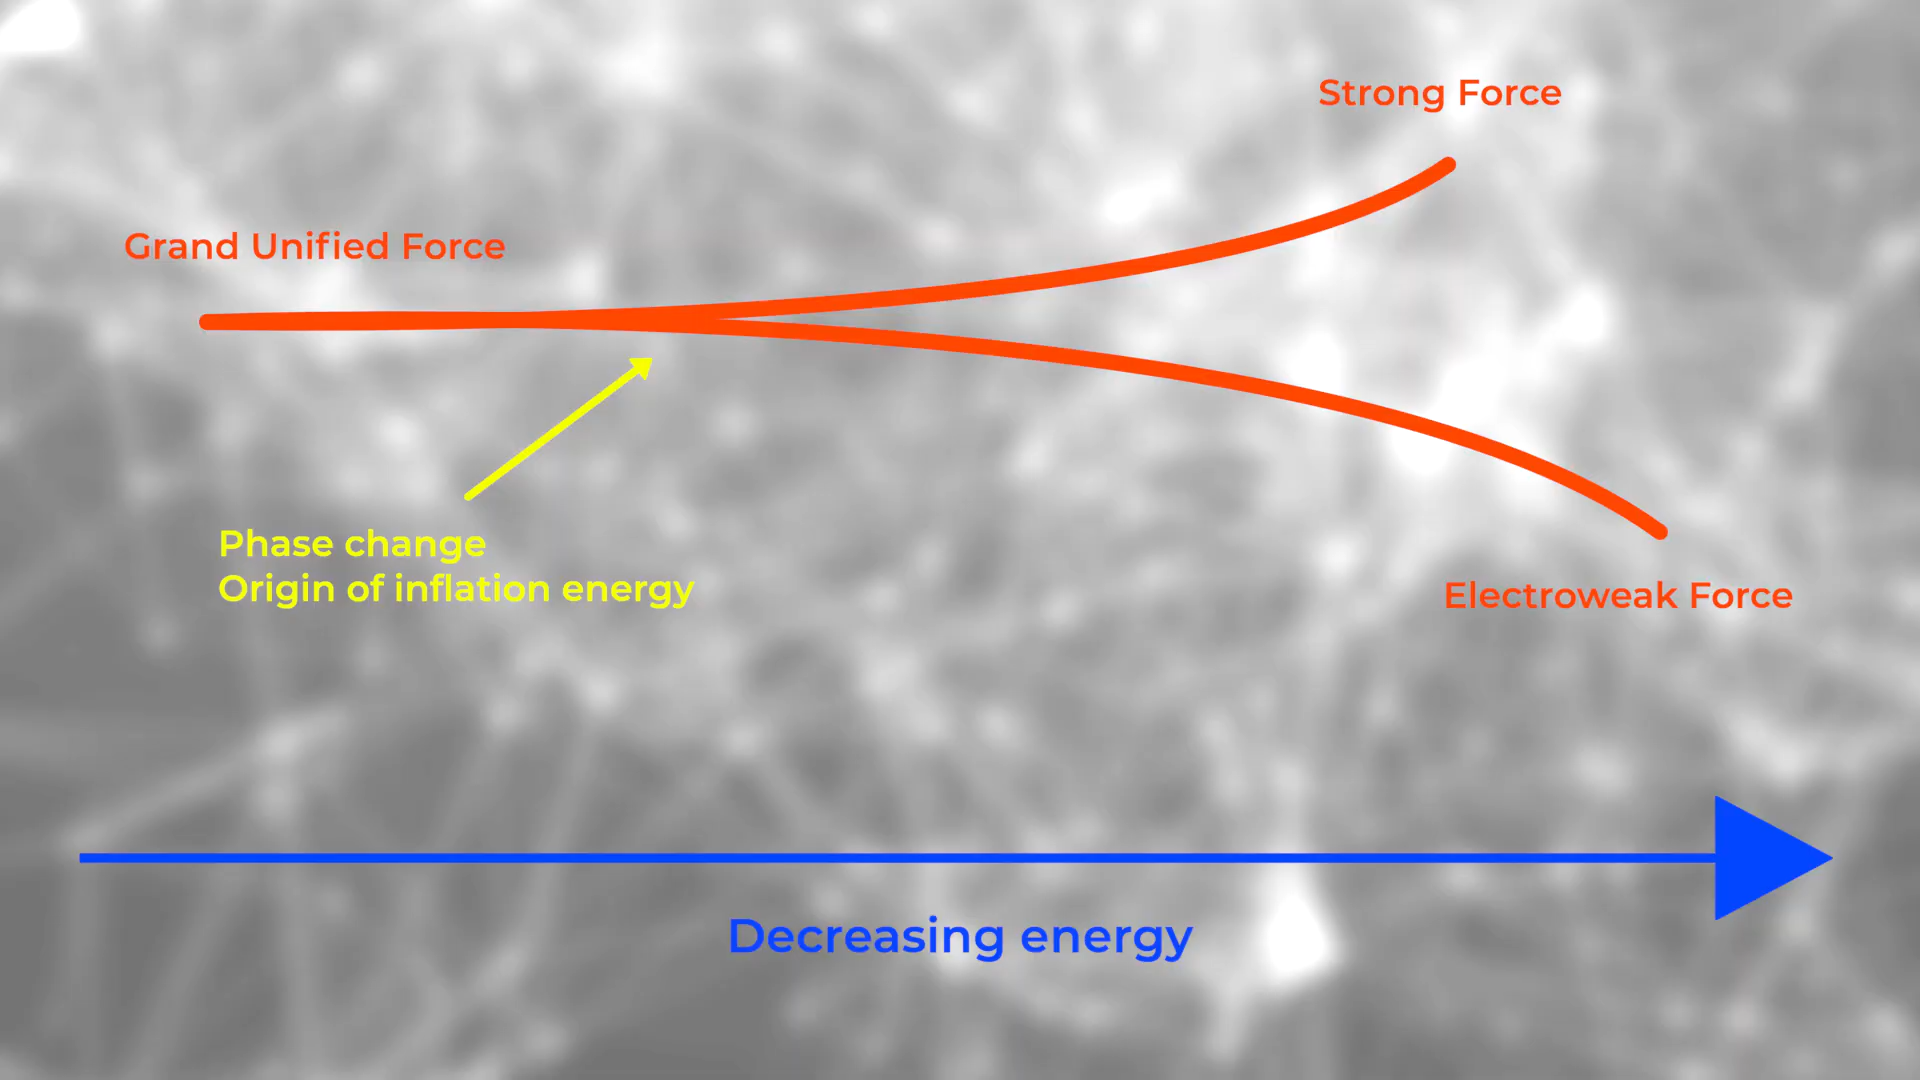 Strong Force
Grand Unified Force
Phase change
Origin of inflation energy
Electroweak Force
Decreasing energy